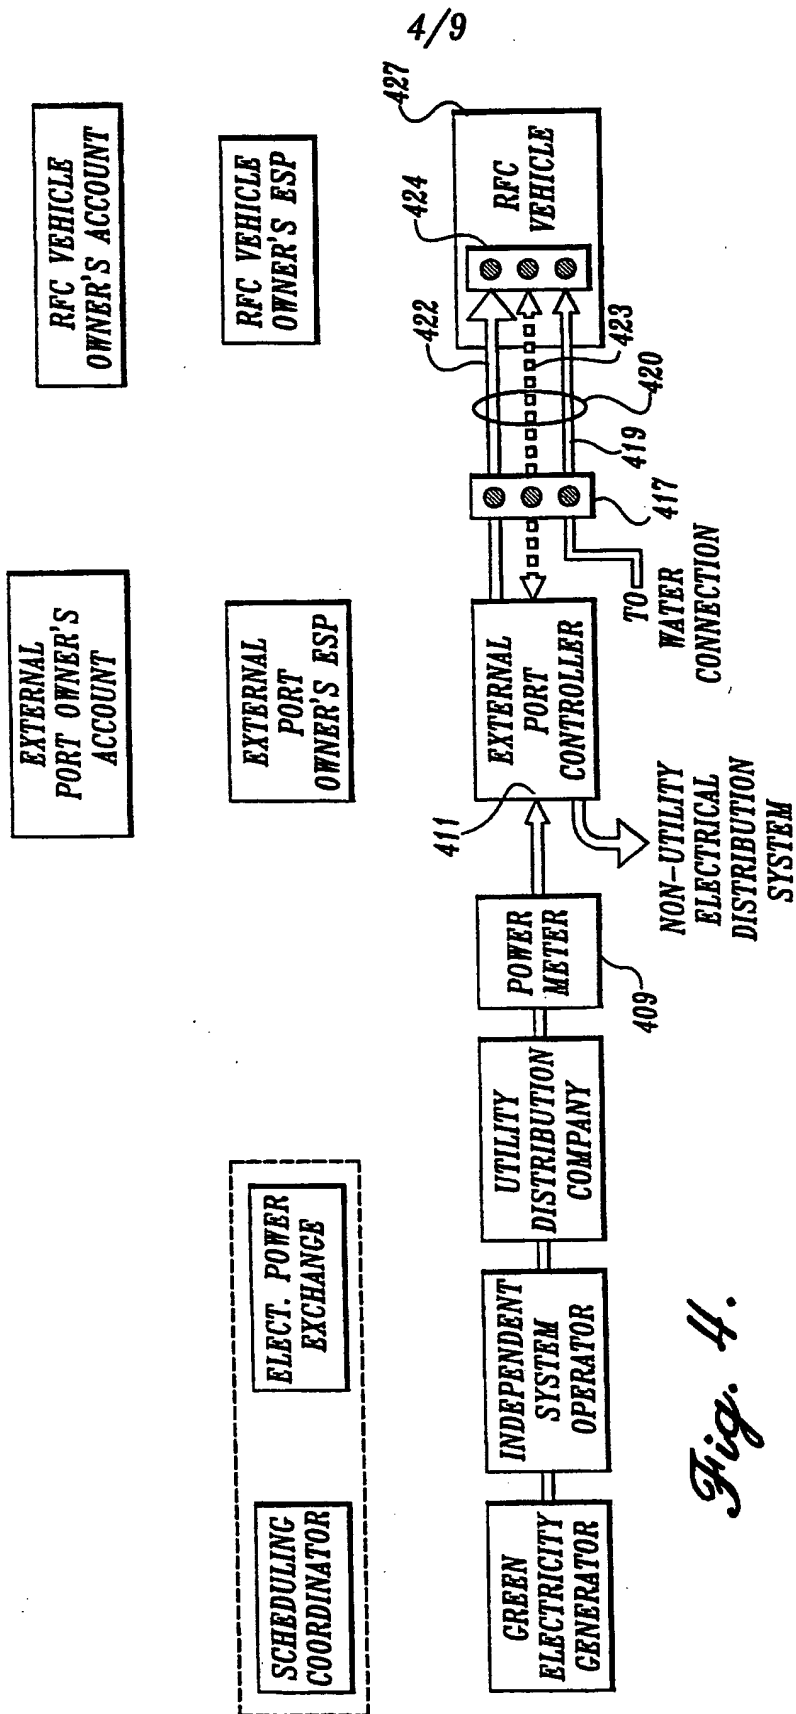 4/9
RFC VEHICLE
OWNER'S ACCOUNT
RFC VEHICLE
OWNER'S ESP
427
RFC
VEHICLE
424
422
423
420
419
417
TO
WATER
CONNECTION
EXTERNAL
PORT OWNER'S
ACCOUNT
EXTERNAL
PORT
OWNER'S ESP
EXTERNAL
PORT
CONTROLLER
411
NON-UTILITY
ELECTRICAL
DISTRIBUTION
SYSTEM
POWER
METER
409
UTILITY
DISTRIBUTION
COMPANY
ELECT. POWER
EXCHANGE
INDEPENDENT
SYSTEM
OPERATOR
SCHEDULING
COORDINATOR
GREEN
ELECTRICITY
GENERATOR
Fig. 4.